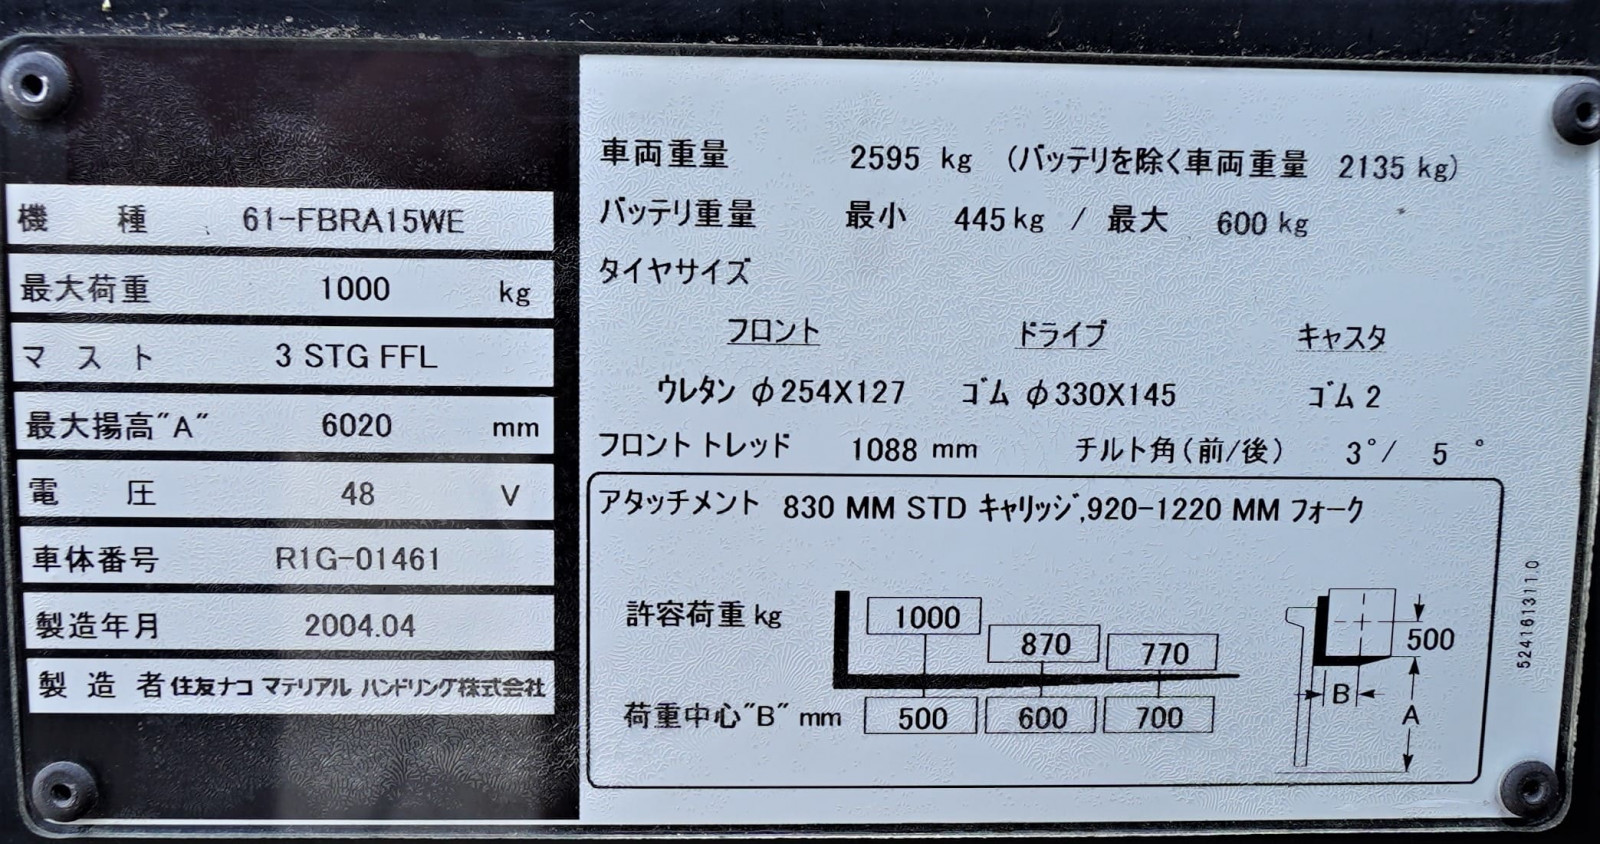 機種 61-FBRA15WE
最大荷重 1000 kg
マスト 3 STG FFL
最大揚高"A" 6020 mm
電圧 48 V
車体番号 R1G-01461
製造年月 2004.04
製造者 住友ナコ マテリアル ハンドリング株式会社
車両重量 2595 kg (バッテリを除く車両重量 2135 kg)
バッテリ重量 最小 445 kg / 最大 600 kg
タイヤサイズ
フロント ドライブ キャスタ
ウレタン φ254X127 ゴム φ330X145 ゴム 2
フロント トレッド 1088 mm チルト角(前/後) 3°/ 5 °
アタッチメント 830 MM STD キャリッジ,920-1220 MM フォーク
許容荷重 kg 1000 870 770
荷重中心"B" mm 500 600 700
500
B
A
524161311.0